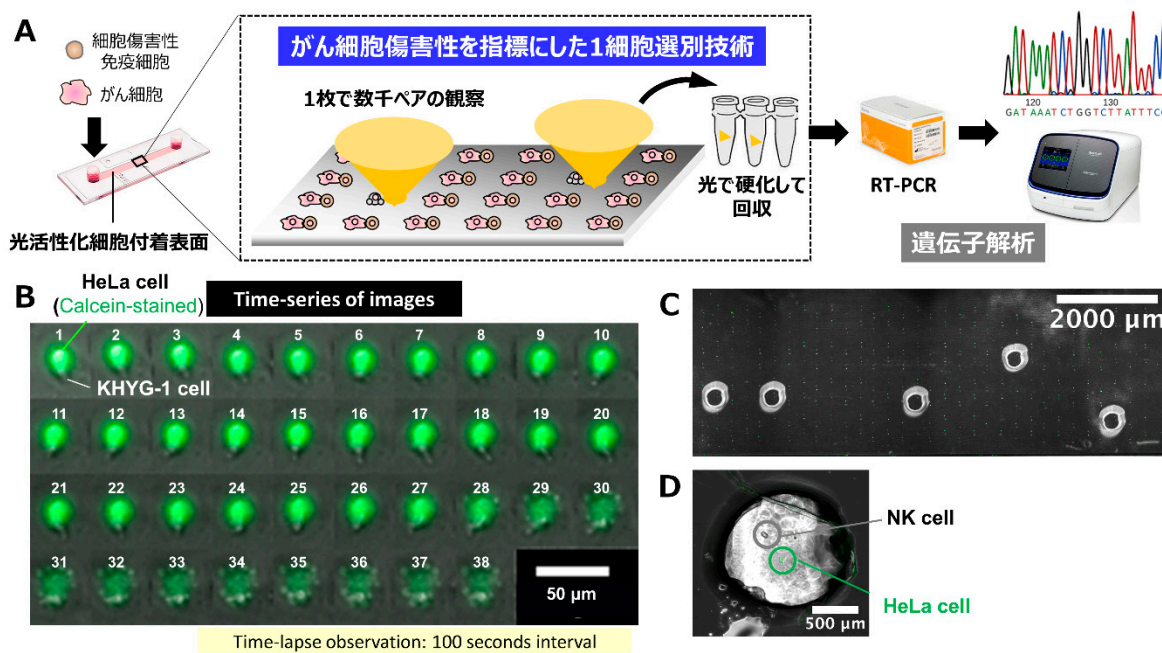 A
細胞傷害性
免疫細胞
がん細胞
光活性化細胞付着表面
がん細胞傷害性を指標にした1細胞選別技術
1枚で数千ペアの観察
光で硬化して
回収
RT-PCR
120 130
GATAAATCTGGTCTTATTTCC
遺伝子解析
B
HeLa cell
(Calcein-stained)
Time-series of images
1 2 3 4 5 6 7 8 9 10
KHYG-1 cell
11 12 13 14 15 16 17 18 19 20
21 22 23 24 25 26 27 28 29 30
31 32 33 34 35 36 37 38
50 μm
Time-lapse observation: 100 seconds interval
C
2000 μm
D
NK cell
HeLa cell
500 μm